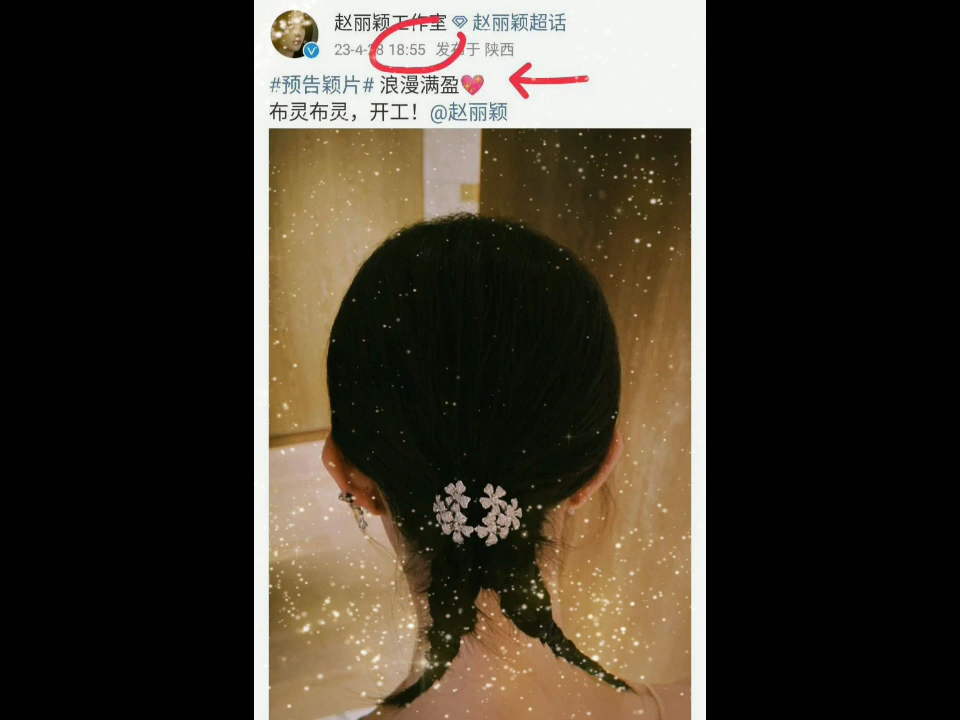 赵丽颖工作室 赵丽颖超话
23-4-28 18:55 发布于 陕西
#预告颖片# 浪漫满盈💖
布灵布灵，开工！@赵丽颖